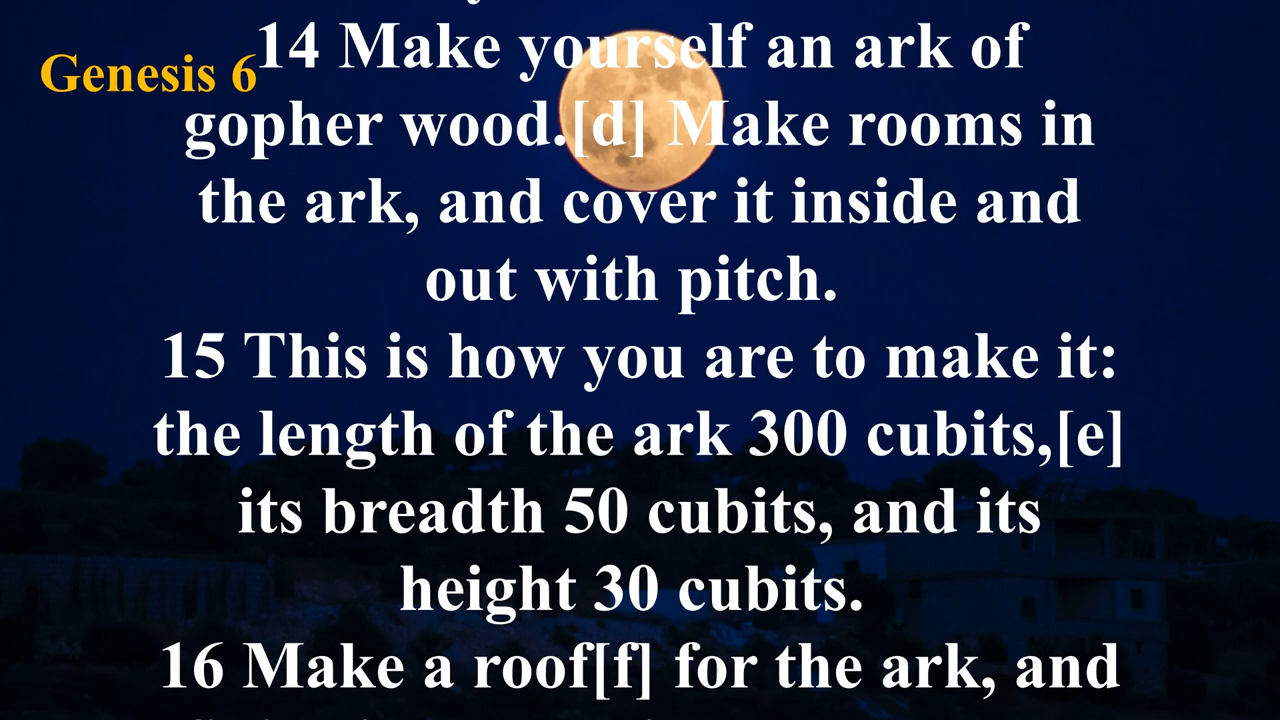 Genesis 6
14 Make yourself an ark of
gopher wood.[d] Make rooms in
the ark, and cover it inside and
out with pitch.
15 This is how you are to make it:
the length of the ark 300 cubits,[e]
its breadth 50 cubits, and its
height 30 cubits.
16 Make a roof[f] for the ark, and